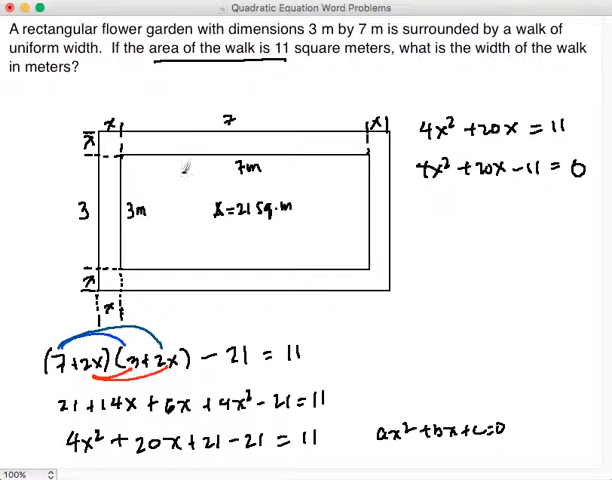 Quadratic Equation Word Problems
A rectangular flower garden with dimensions 3 m by 7 m is surrounded by a walk of
uniform width. If the area of the walk is 11 square meters, what is the width of the walk
in meters?
x 7 x
x
7m
3 3m A=21 sq.m
x
x
4x² + 20x = 11
4x² + 20x - 11 = 0
(7+2x)(3+2x) - 21 = 11
21 + 14x + 6x + 4x² - 21 = 11
4x² + 20x + 21 - 21 = 11
ax² + bx + c = 0
100%